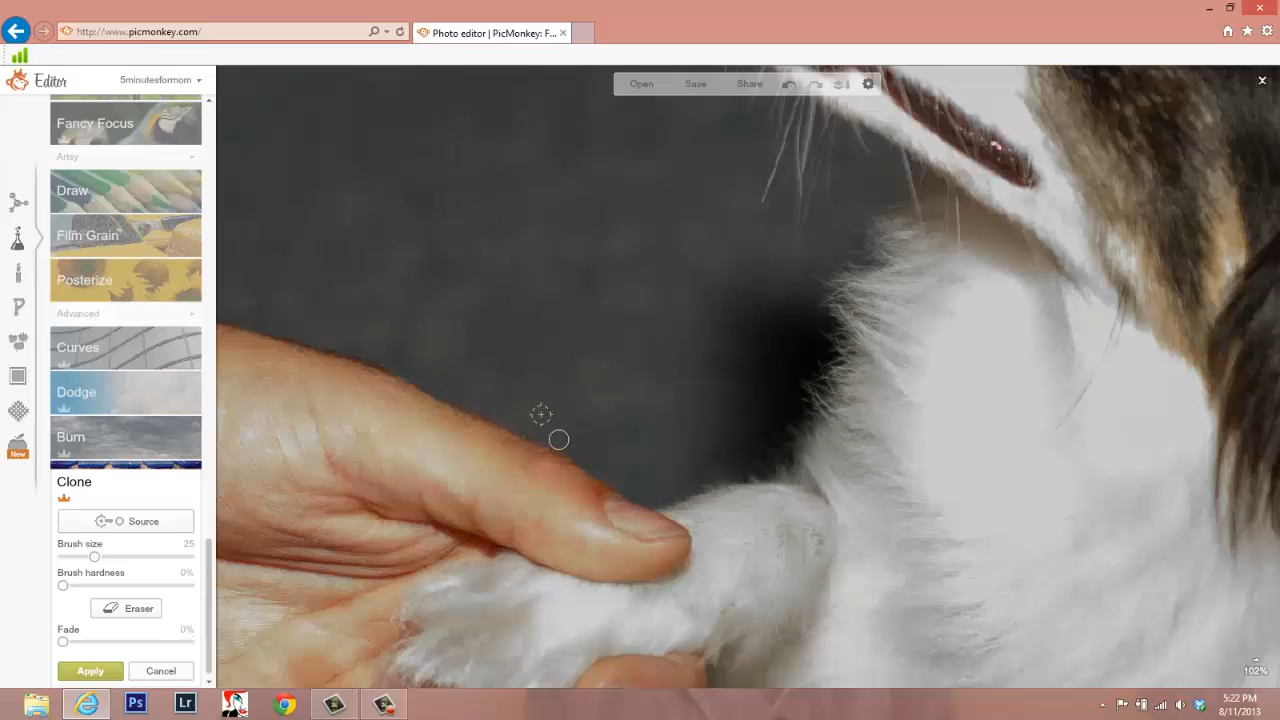 http://www.picmonkey.com/
Photo editor | PicMonkey: F...
Editor
5minutesformom
Open
Save
Share
Fancy Focus
Artsy
Draw
Film Grain
Posterize
Advanced
Curves
Dodge
Burn
Clone
Source
Brush size 25
Brush hardness 0%
Eraser
Fade 0%
Apply
Cancel
New
P
102%
Ps
Lr
5:22 PM
8/11/2013